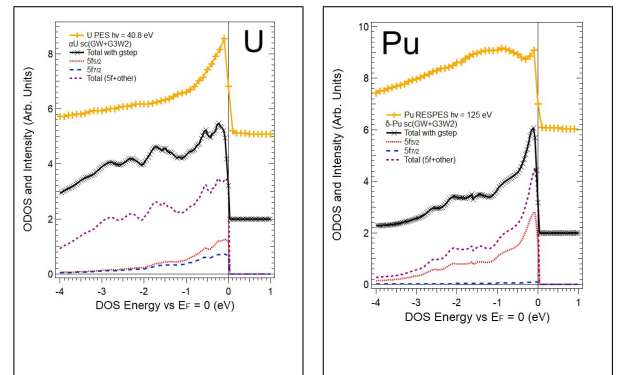 U
U PES hν = 40.8 eV
αU sc(GW+G3W2)
Total with gstep
5f5/2
5f7/2
Total (5f+other)
ODOS and Intensity (Arb. Units)
8
6
4
2
0
-4 -3 -2 -1 0 1
DOS Energy vs EF = 0 (eV)
Pu
Pu RESPES hν = 125 eV
δ-Pu sc(GW+G3W2)
Total with gstep
5f5/2
5f7/2
Total (5f+other)
ODOS and Intensity (Arb. Units)
10
8
6
4
2
0
-4 -3 -2 -1 0 1
DOS Energy vs EF = 0 (eV)